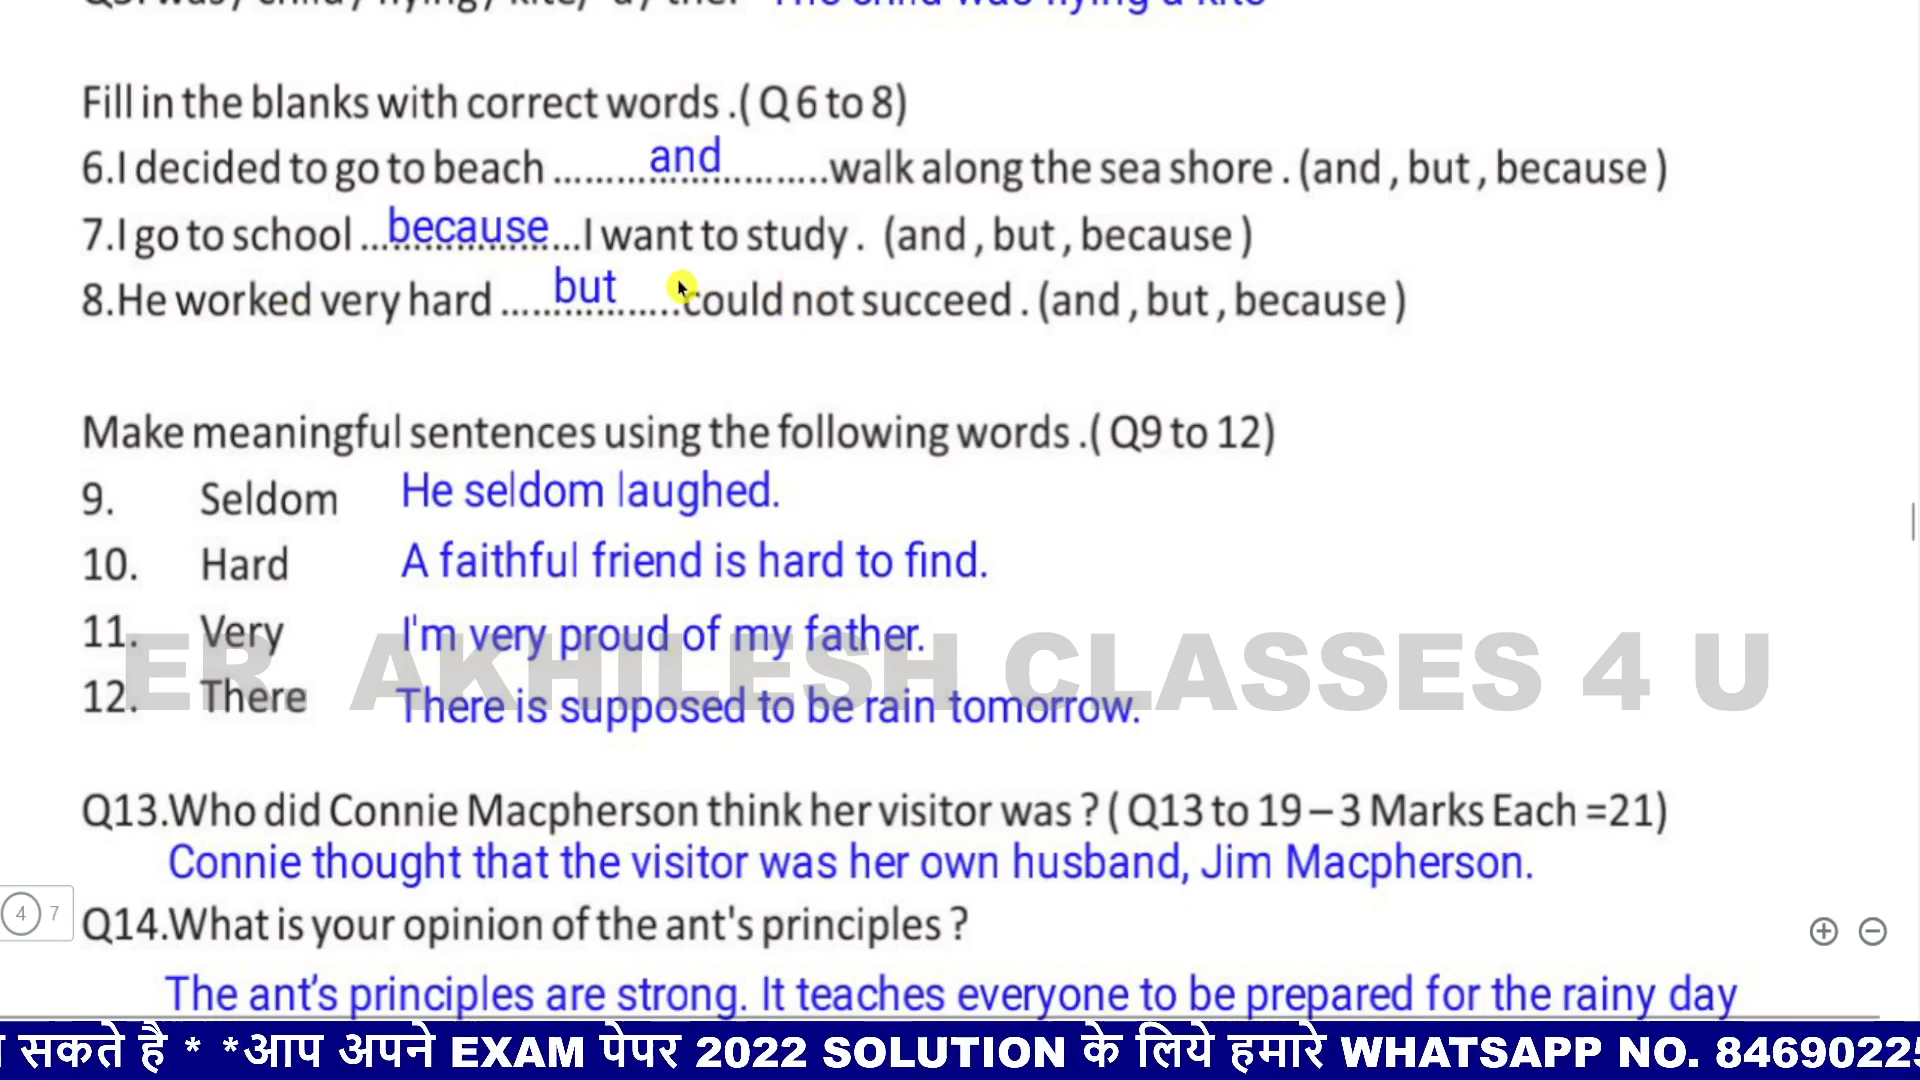 The child was flying a kite
Fill in the blanks with correct words .( Q 6 to 8)
6.I decided to go to beach ............and............walk along the sea shore . (and , but , because )
7.I go to school ...because...I want to study . (and , but , because )
8.He worked very hard ......but......could not succeed . (and , but , because )
Make meaningful sentences using the following words .( Q9 to 12)
9. Seldom He seldom laughed.
10. Hard A faithful friend is hard to find.
11. Very I'm very proud of my father.
ER AKHILESH CLASSES 4 U
12. There There is supposed to be rain tomorrow.
Q13.Who did Connie Macpherson think her visitor was ? ( Q13 to 19 – 3 Marks Each =21)
Connie thought that the visitor was her own husband, Jim Macpherson.
4 7
Q14.What is your opinion of the ant's principles ?
The ant's principles are strong. It teaches everyone to be prepared for the rainy day
सकते है * *आप अपने EXAM पेपर 2022 SOLUTION के लिये हमारे WHATSAPP NO. 8469022